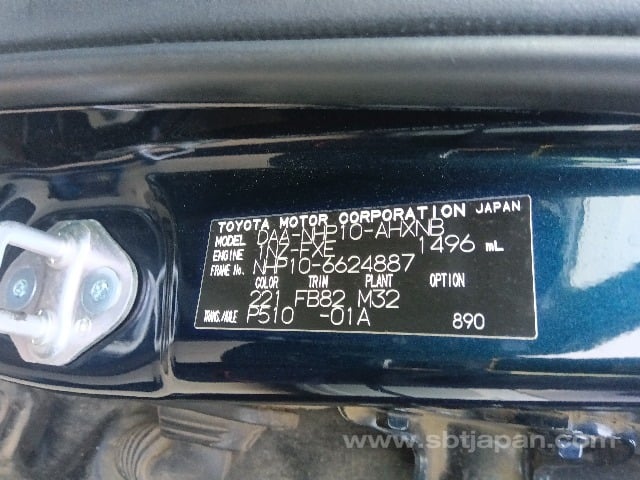 TOYOTA MOTOR CORPORATION JAPAN
MODEL DAA-NHP10-AHXNB
ENGINE 1NZ-FXE 1496 mL
FRAME No. NHP10-6624887
COLOR TRIM PLANT OPTION
221 FB82 M32
TRANS./AXLE P510 -01A 890
www.sbtjapan.com